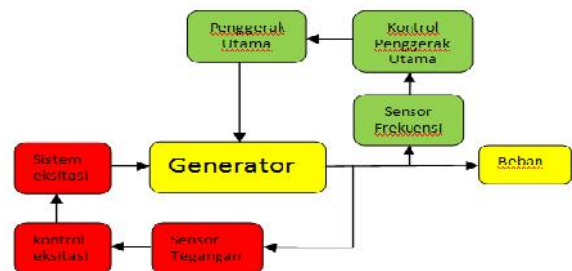 Penggerak
Utama
Kontrol
Penggerak
Utama
Sensor
Frekuensi
Sistem
eksitasi
Generator
Beban
kontrol
eksitasi
Sensor
Tegangan